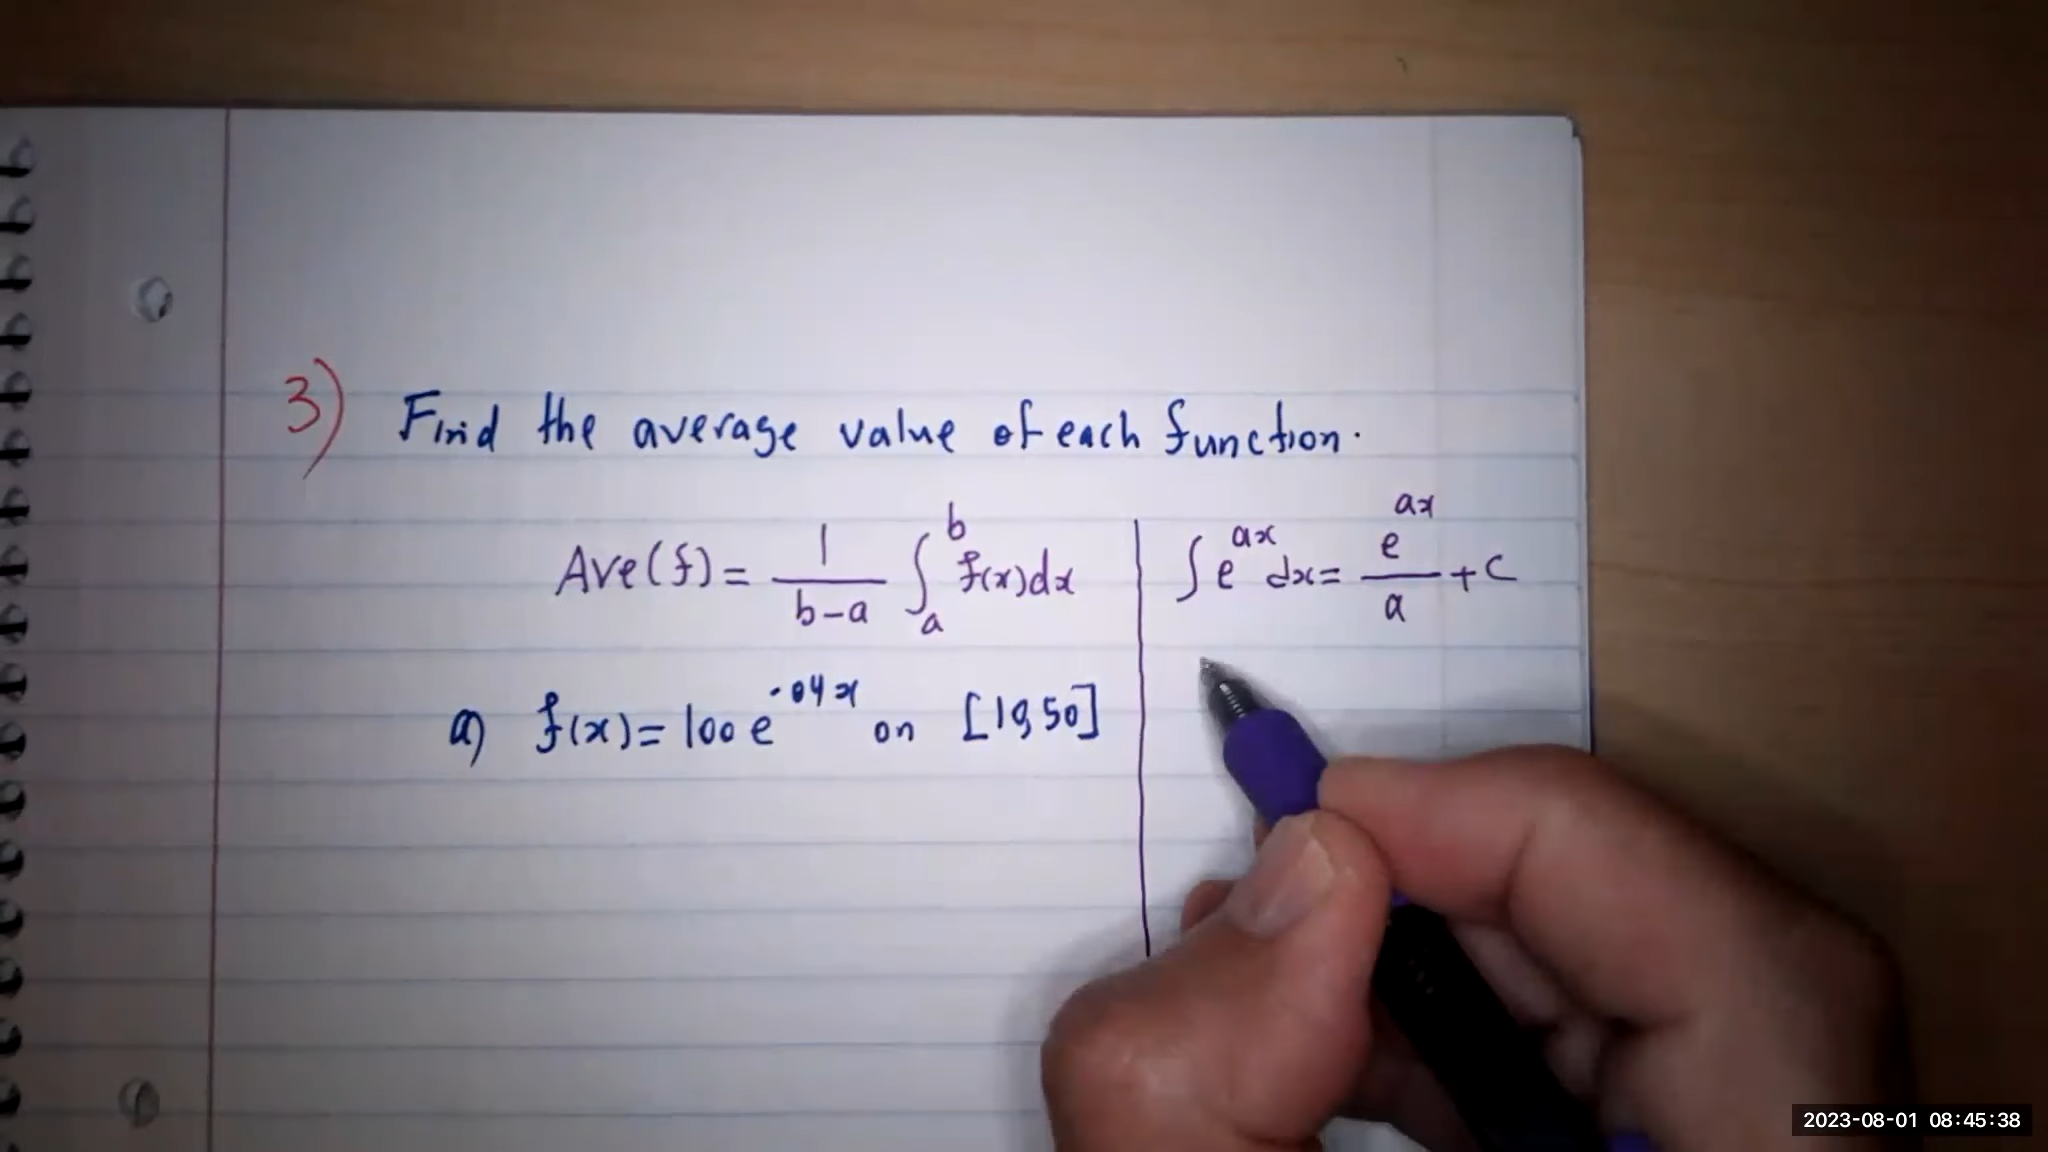 3) Find the average value of each function.
Ave(f) = 1/(b-a) ∫_a^b f(x)dx | ∫e^(ax) dx = e^(ax)/a + C
a) f(x) = 100 e^(.04x) on [10, 50]
2023-08-01 08:45:38